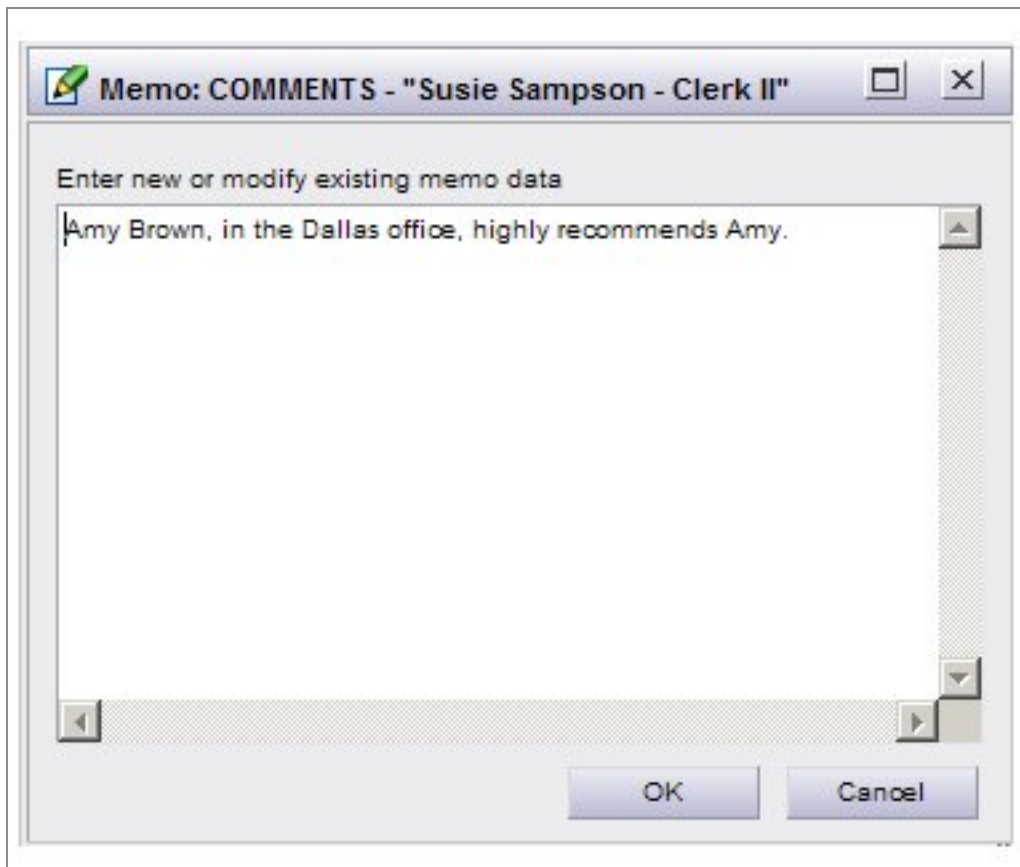 Memo: COMMENTS - "Susie Sampson - Clerk II"
Enter new or modify existing memo data
Amy Brown, in the Dallas office, highly recommends Amy.
OK
Cancel